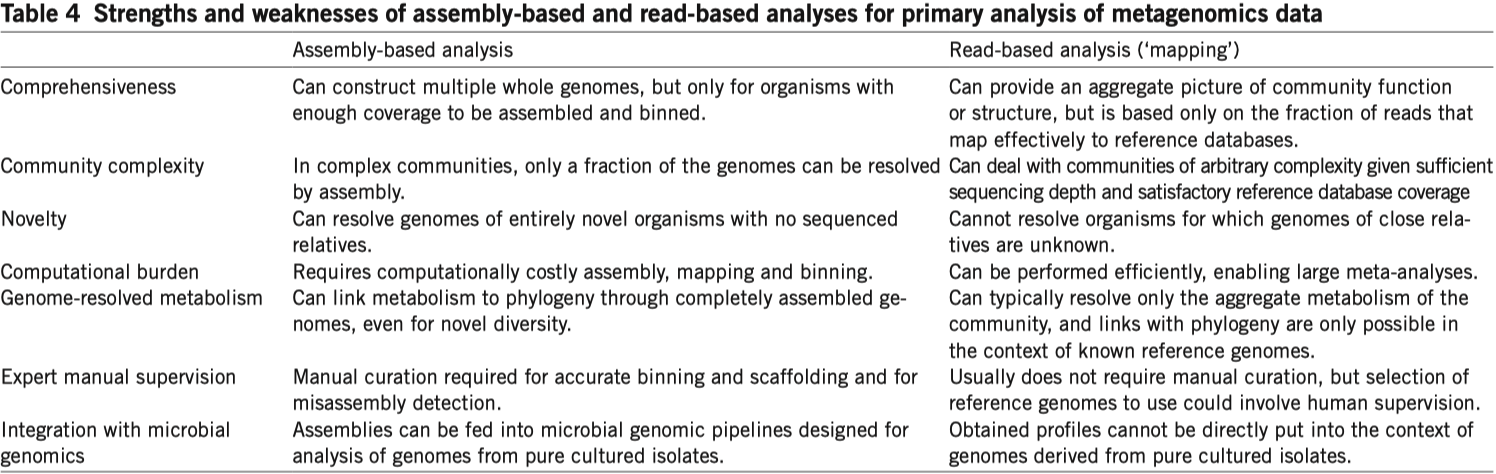 Table 4 Strengths and weaknesses of assembly-based and read-based analyses for primary analysis of metagenomics data
Assembly-based analysis
Read-based analysis (‘mapping’)
Comprehensiveness
Can construct multiple whole genomes, but only for organisms with
enough coverage to be assembled and binned.
Can provide an aggregate picture of community function
or structure, but is based only on the fraction of reads that
map effectively to reference databases.
Community complexity
In complex communities, only a fraction of the genomes can be resolved
by assembly.
Can deal with communities of arbitrary complexity given sufficient
sequencing depth and satisfactory reference database coverage
Novelty
Can resolve genomes of entirely novel organisms with no sequenced
relatives.
Cannot resolve organisms for which genomes of close rela-
tives are unknown.
Computational burden
Requires computationally costly assembly, mapping and binning.
Can be performed efficiently, enabling large meta-analyses.
Genome-resolved metabolism
Can link metabolism to phylogeny through completely assembled ge-
nomes, even for novel diversity.
Can typically resolve only the aggregate metabolism of the
community, and links with phylogeny are only possible in
the context of known reference genomes.
Expert manual supervision
Manual curation required for accurate binning and scaffolding and for
misassembly detection.
Usually does not require manual curation, but selection of
reference genomes to use could involve human supervision.
Integration with microbial
genomics
Assemblies can be fed into microbial genomic pipelines designed for
analysis of genomes from pure cultured isolates.
Obtained profiles cannot be directly put into the context of
genomes derived from pure cultured isolates.